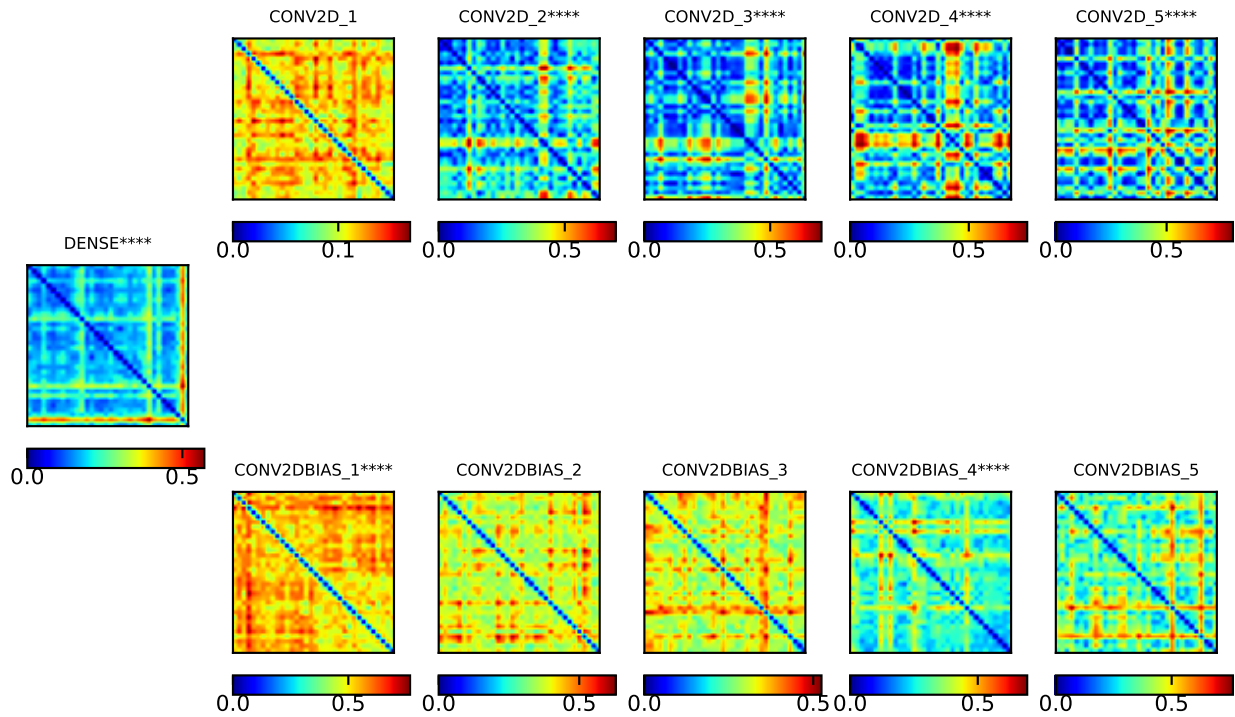 CONV2D_1 CONV2D_2**** CONV2D_3**** CONV2D_4**** CONV2D_5****
0.0 0.1 0.0 0.5 0.0 0.5 0.0 0.5 0.0 0.5
DENSE****
0.0 0.5
CONV2DBIAS_1**** CONV2DBIAS_2 CONV2DBIAS_3 CONV2DBIAS_4**** CONV2DBIAS_5
0.0 0.5 0.0 0.5 0.0 0.5 0.0 0.5 0.0 0.5